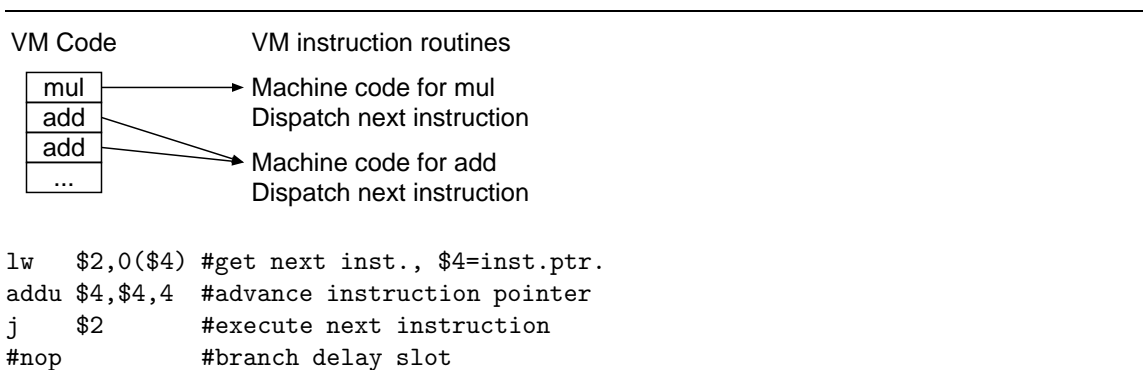 VM Code VM instruction routines
mul Machine code for mul
add Dispatch next instruction
add Machine code for add
... Dispatch next instruction
lw $2,0($4) #get next inst., $4=inst.ptr.
addu $4,$4,4 #advance instruction pointer
j $2 #execute next instruction
#nop #branch delay slot